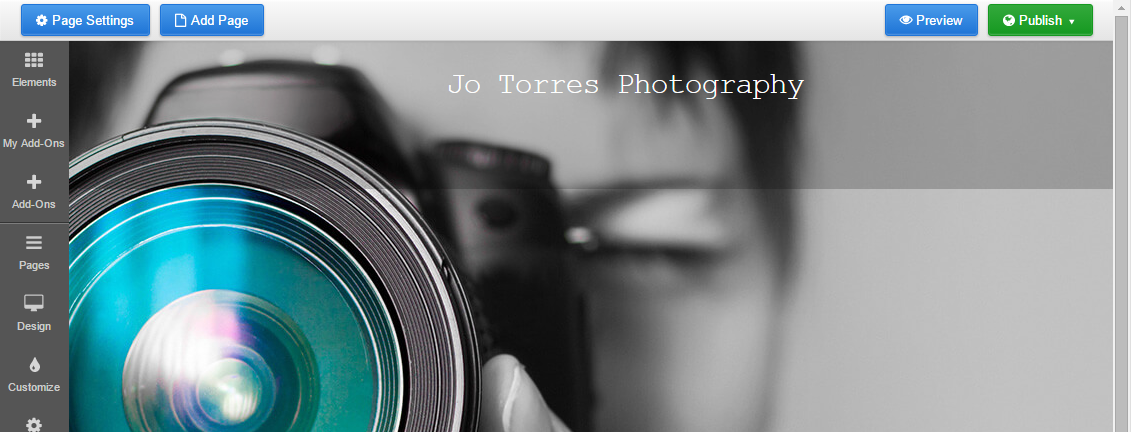 Page Settings
Add Page
Preview
Publish
Elements
My Add-Ons
Add-Ons
Pages
Design
Customize
Jo Torres Photography